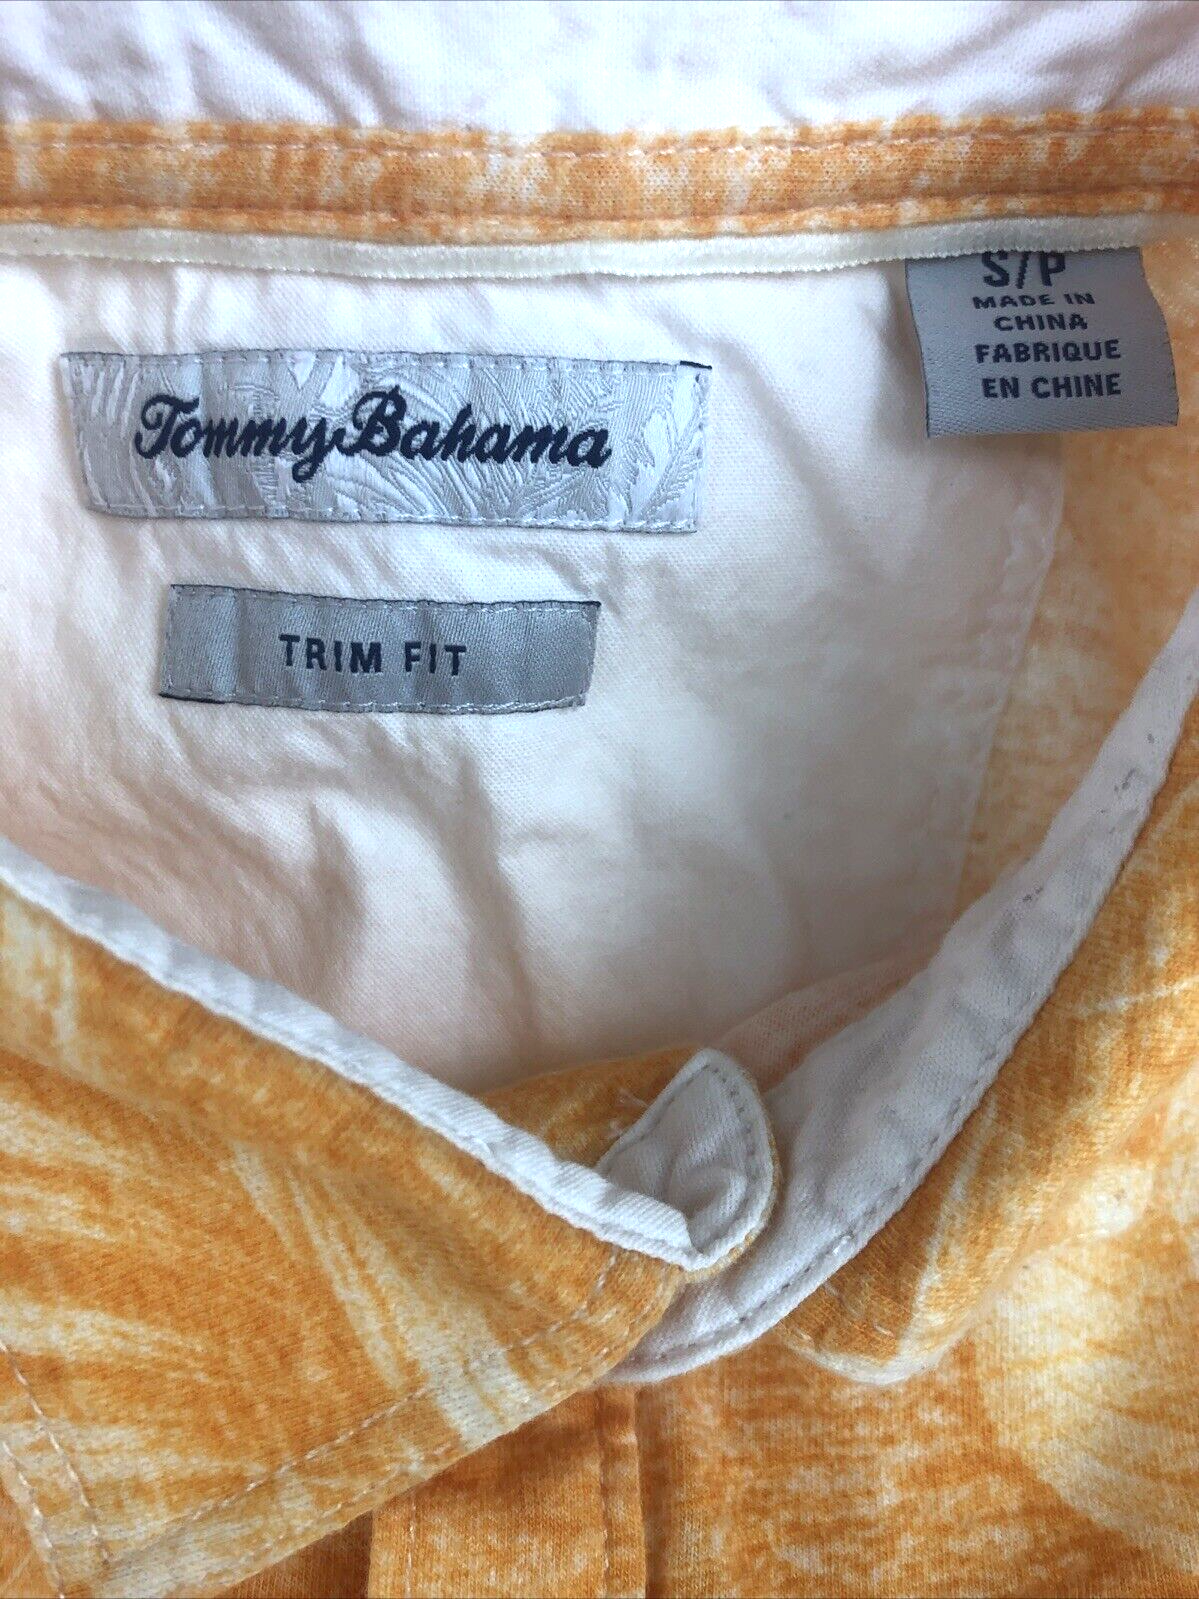 S/P
MADE IN
CHINA
FABRIQUE
EN CHINE
Tommy Bahama
TRIM FIT